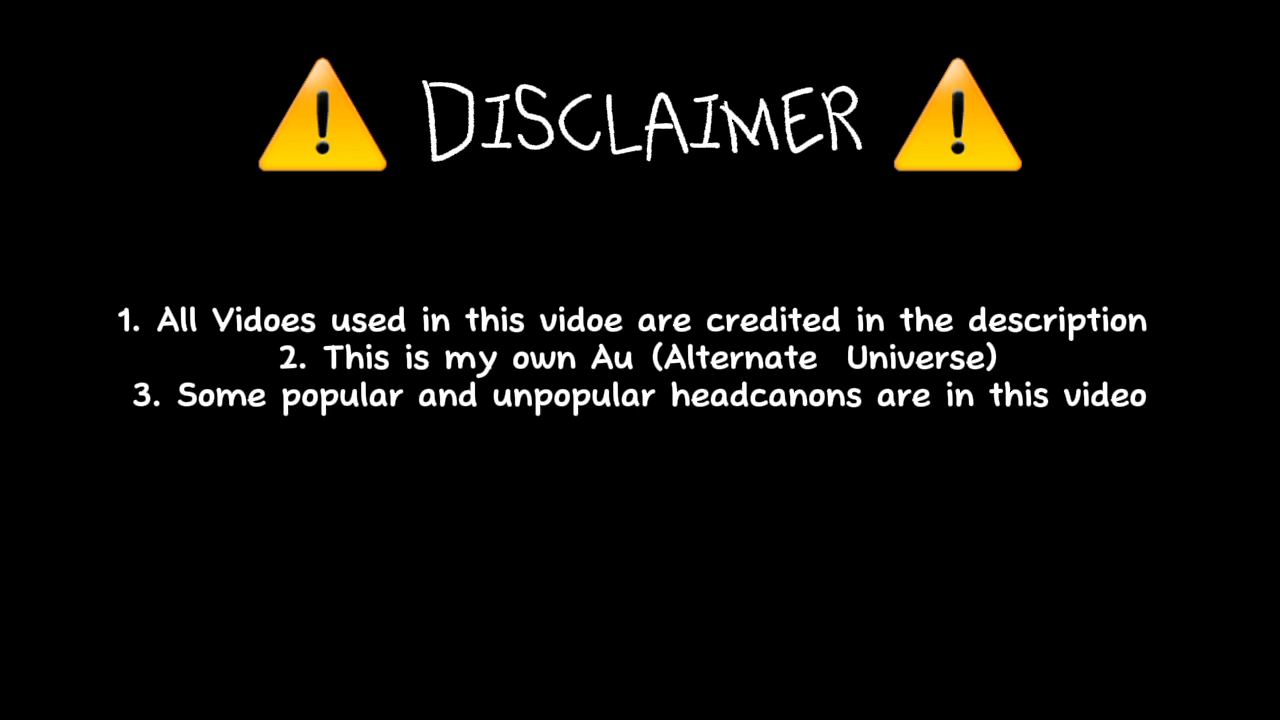 DISCLAIMER
1. All Vidoes used in this vidoe are credited in the description
2. This is my own Au (Alternate Universe)
3. Some popular and unpopular headcanons are in this video